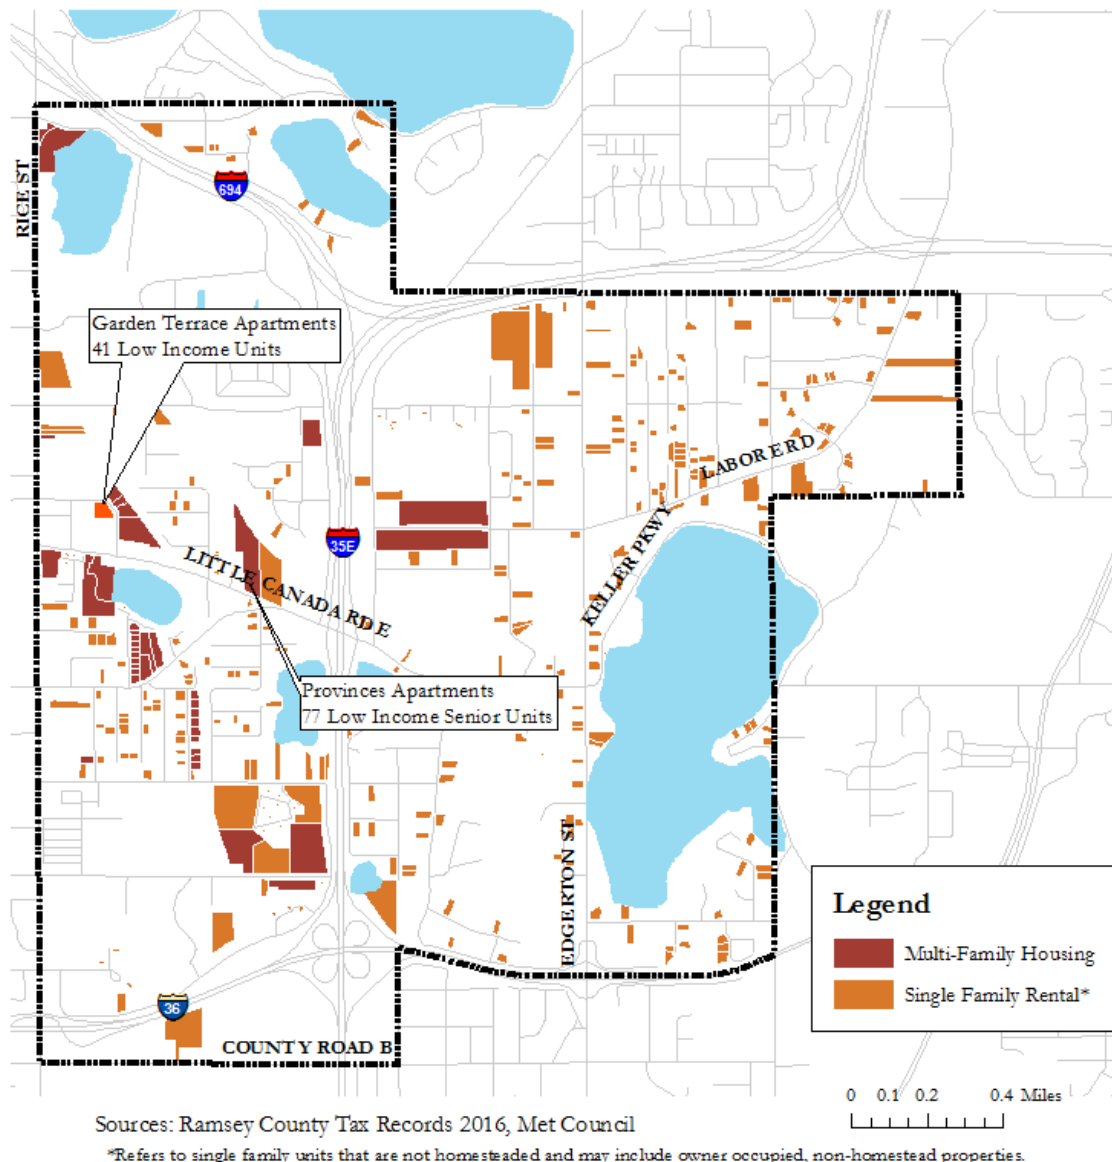 RICE ST
694
Garden Terrace Apartments
41 Low Income Units
LABORE RD
KELLER PKWY
35E
LITTLE CANADA RD E
Provinces Apartments
77 Low Income Senior Units
EDGERTON ST
Legend
Multi-Family Housing
Single Family Rental*
36
COUNTY ROAD B
0 0.1 0.2 0.4 Miles
Sources: Ramsey County Tax Records 2016, Met Council
*Refers to single family units that are not homesteaded and may include owner occupied, non-homestead properties.